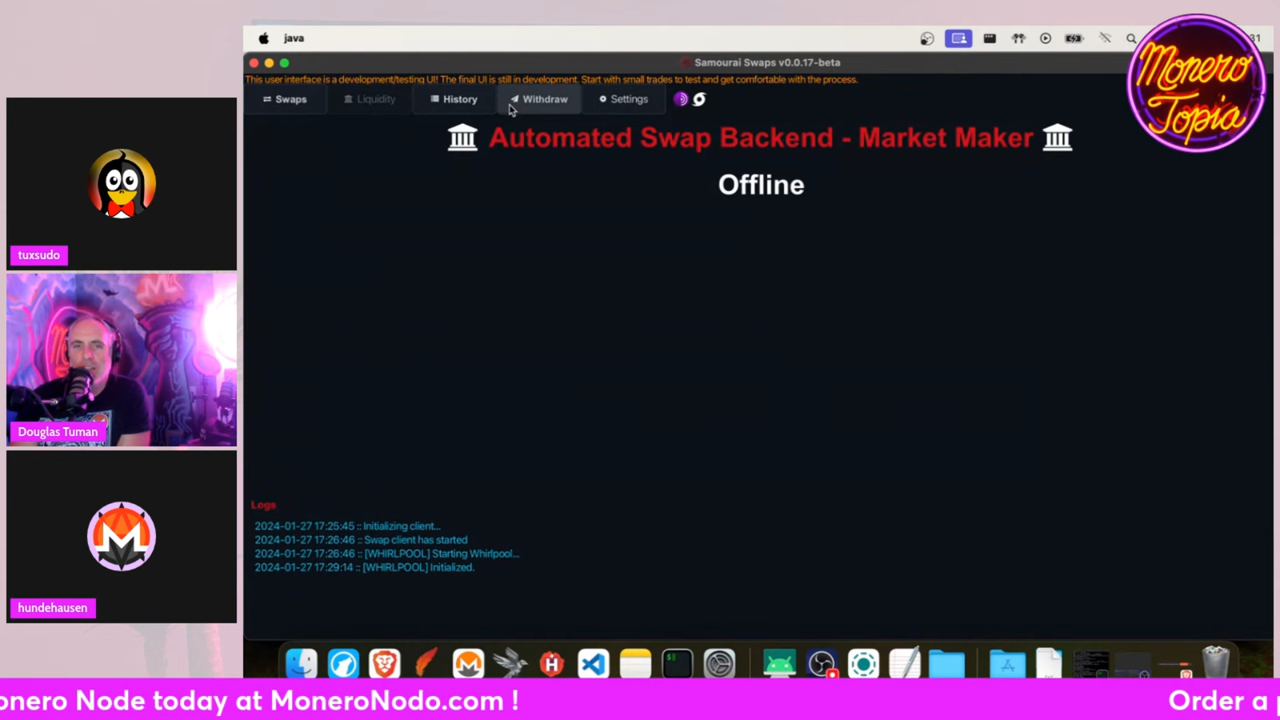 java
31
Samourai Swaps v0.0.17-beta
This user interface is a development/testing UI! The final UI is still in development. Start with small trades to test and get comfortable with the process.
Swaps Liquidity History Withdraw Settings
Monero
Topia
Automated Swap Backend - Market Maker
Offline
tuxsudo
Douglas Tuman
hundehausen
Logs
2024-01-27 17:25:45 :: Initializing client...
2024-01-27 17:26:46 :: Swap client has started
2024-01-27 17:26:46 :: [WHIRLPOOL] Starting Whirlpool...
2024-01-27 17:29:14 :: [WHIRLPOOL] Initialized.
onero Node today at MoneroNodo.com ! Order a p